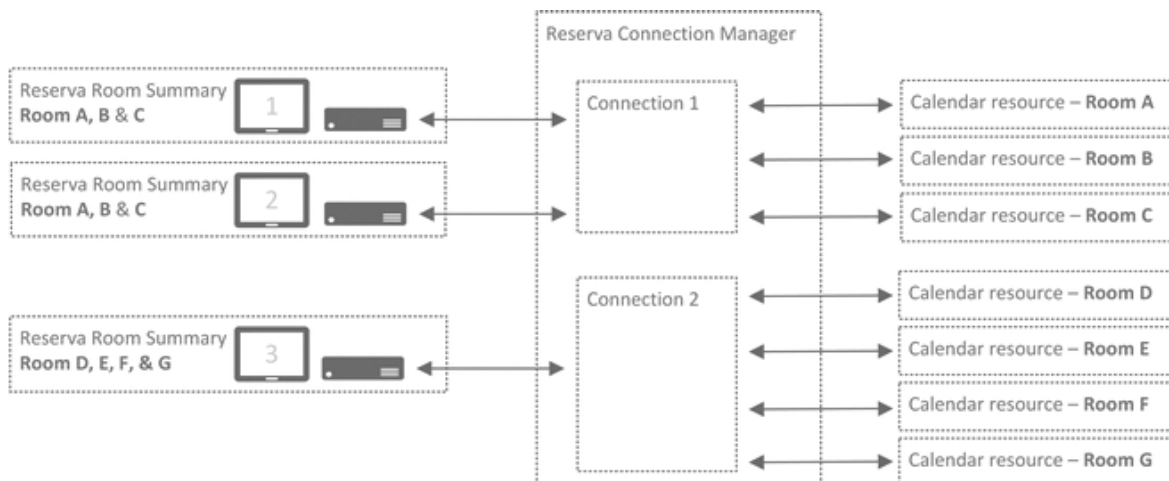 Reserva Connection Manager
Reserva Room Summary
Room A, B & C
1
Connection 1
Calendar resource – Room A
Calendar resource – Room B
Reserva Room Summary
Room A, B & C
2
Calendar resource – Room C
Connection 2
Calendar resource – Room D
Reserva Room Summary
Room D, E, F, & G
3
Calendar resource – Room E
Calendar resource – Room F
Calendar resource – Room G